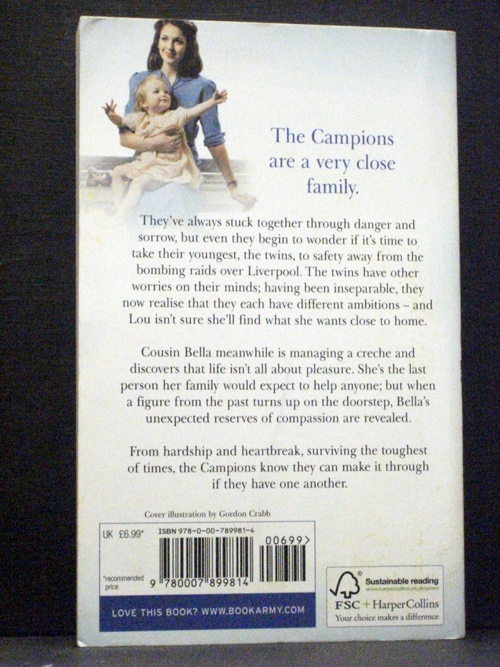 The Campions
are a very close
family.
They've always stuck together through danger and
sorrow, but even they begin to wonder if it's time to
take their youngest, the twins, to safety away from the
bombing raids over Liverpool. The twins have other
worries on their minds; having been inseparable, they
now realise that they each have different ambitions – and
Lou isn't sure she'll find what she wants close to home.
Cousin Bella meanwhile is managing a creche and
discovers that life isn't all about pleasure. She's the last
person her family would expect to help anyone; but when
a figure from the past turns up on the doorstep, Bella's
unexpected reserves of compassion are revealed.
From hardship and heartbreak, surviving the toughest
of times, the Campions know they can make it through
if they have one another.
Cover illustration by Gordon Crabb
UK £6.99*
ISBN 978-0-00-789981-4
00699>
*recommended
price
9 780007 899814
LOVE THIS BOOK? WWW.BOOKARMY.COM
Sustainable reading
FSC + HarperCollins
Your choice makes a difference